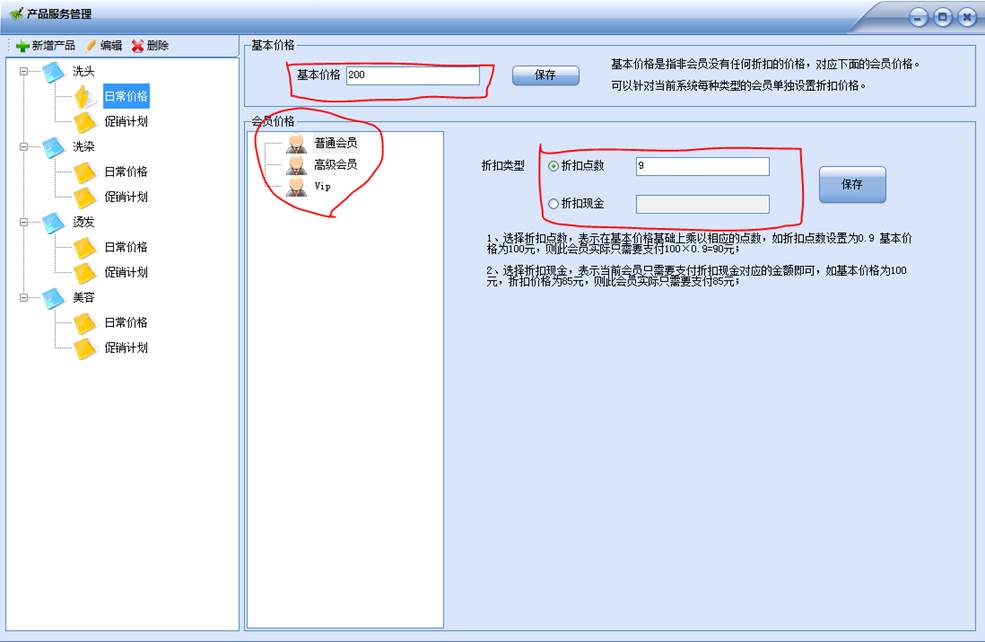 产品服务管理
新增产品 编辑 删除
洗头
日常价格
促销计划
洗染
日常价格
促销计划
烫发
日常价格
促销计划
美容
日常价格
促销计划
基本价格
基本价格 200 保存
基本价格是指非会员没有任何折扣的价格，对应下面的会员价格。
可以针对当前系统每种类型的会员单独设置折扣价格。
会员价格
普通会员
高级会员
Vip
折扣类型 折扣点数 9
折扣现金
保存
1、选择折扣点数，表示在基本价格基础上乘以相应的点数，如折扣点数设置为0.9 基本价
格为100元，则此会员实际只需要支付100×0.9=90元；
2、选择折扣现金，表示当前会员只需要支付折扣现金对应的金额即可，如基本价格为100
元，折扣价格为85元，则此会员实际只需要支付85元；